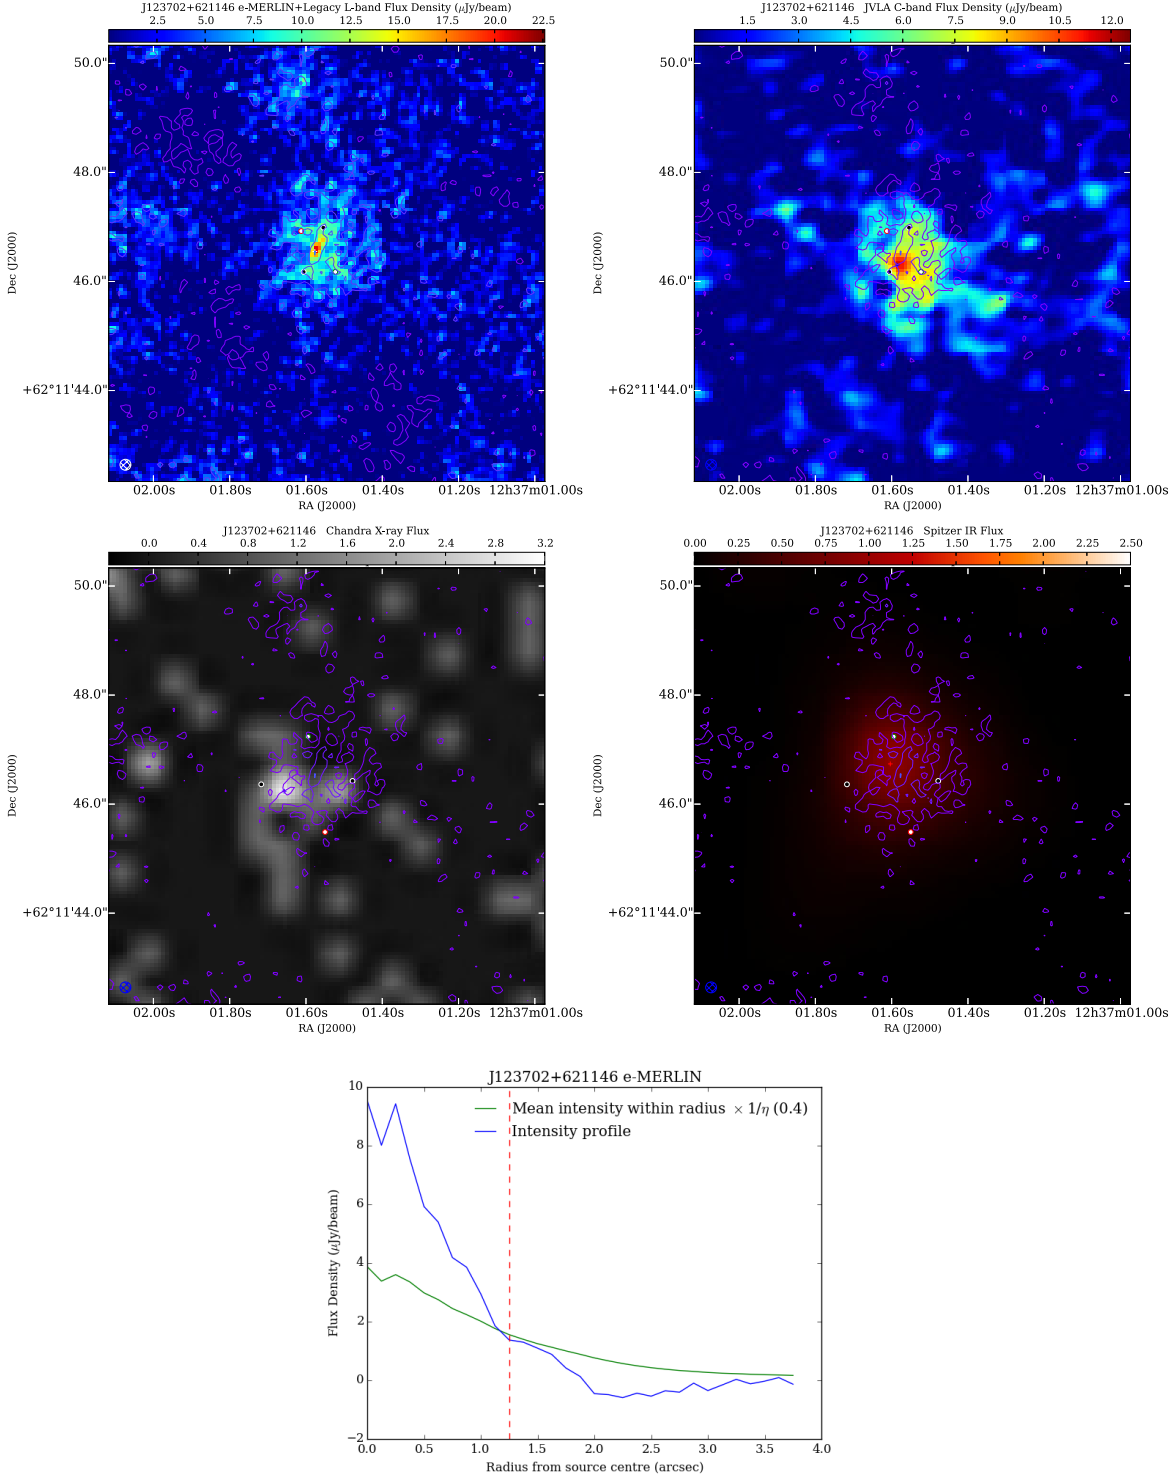 J123702+621146 e-MERLIN+Legacy L-band Flux Density (μJy/beam)
2.5 5.0 7.5 10.0 12.5 15.0 17.5 20.0 22.5
50.0"
48.0"
46.0"
+62°11'44.0"
Dec (J2000)
02.00s 01.80s 01.60s 01.40s 01.20s 12h37m01.00s
RA (J2000)
J123702+621146 JVLA C-band Flux Density (μJy/beam)
1.5 3.0 4.5 6.0 7.5 9.0 10.5 12.0
50.0"
48.0"
46.0"
+62°11'44.0"
Dec (J2000)
02.00s 01.80s 01.60s 01.40s 01.20s 12h37m01.00s
RA (J2000)
J123702+621146 Chandra X-ray Flux
0.0 0.4 0.8 1.2 1.6 2.0 2.4 2.8 3.2
50.0"
48.0"
46.0"
+62°11'44.0"
Dec (J2000)
02.00s 01.80s 01.60s 01.40s 01.20s 12h37m01.00s
RA (J2000)
J123702+621146 Spitzer IR Flux
0.00 0.25 0.50 0.75 1.00 1.25 1.50 1.75 2.00 2.25 2.50
50.0"
48.0"
46.0"
+62°11'44.0"
Dec (J2000)
02.00s 01.80s 01.60s 01.40s 01.20s 12h37m01.00s
RA (J2000)
J123702+621146 e-MERLIN
Mean intensity within radius × 1/η (0.4)
Intensity profile
10
8
6
4
2
0
−2
Flux Density (μJy/beam)
0.0 0.5 1.0 1.5 2.0 2.5 3.0 3.5 4.0
Radius from source centre (arcsec)